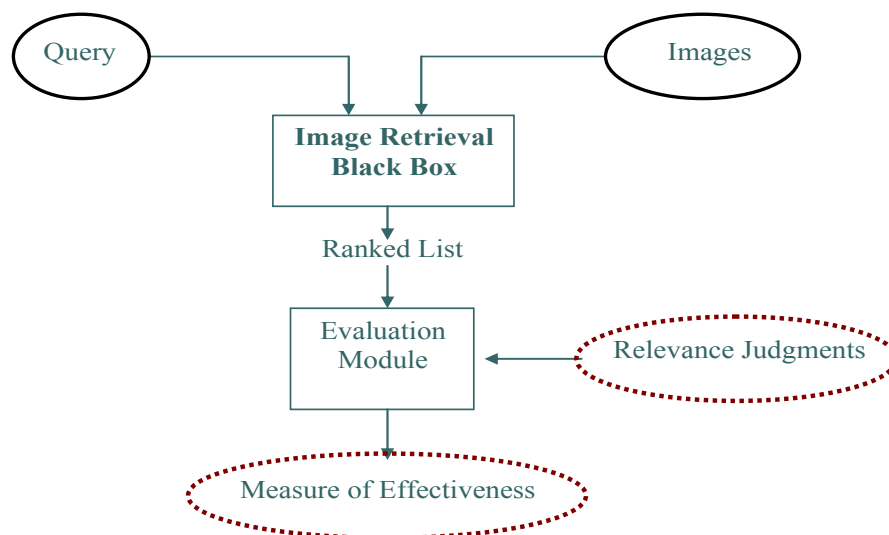 Query
Images
Image Retrieval
Black Box
Ranked List
Evaluation
Module
Relevance Judgments
Measure of Effectiveness